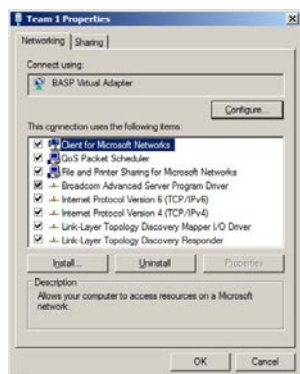 Team 1 Properties
Networking
Sharing
Connect using:
BASP Virtual Adapter
Configure...
This connection uses the following items:
Client for Microsoft Networks
QoS Packet Scheduler
File and Printer Sharing for Microsoft Networks
Broadcom Advanced Server Program Driver
Internet Protocol Version 6 (TCP/IPv6)
Internet Protocol Version 4 (TCP/IPv4)
Link-Layer Topology Discovery Mapper I/O Driver
Link-Layer Topology Discovery Responder
Install...
Uninstall
Properties
Description
Allows your computer to access resources on a Microsoft
network.
OK
Cancel